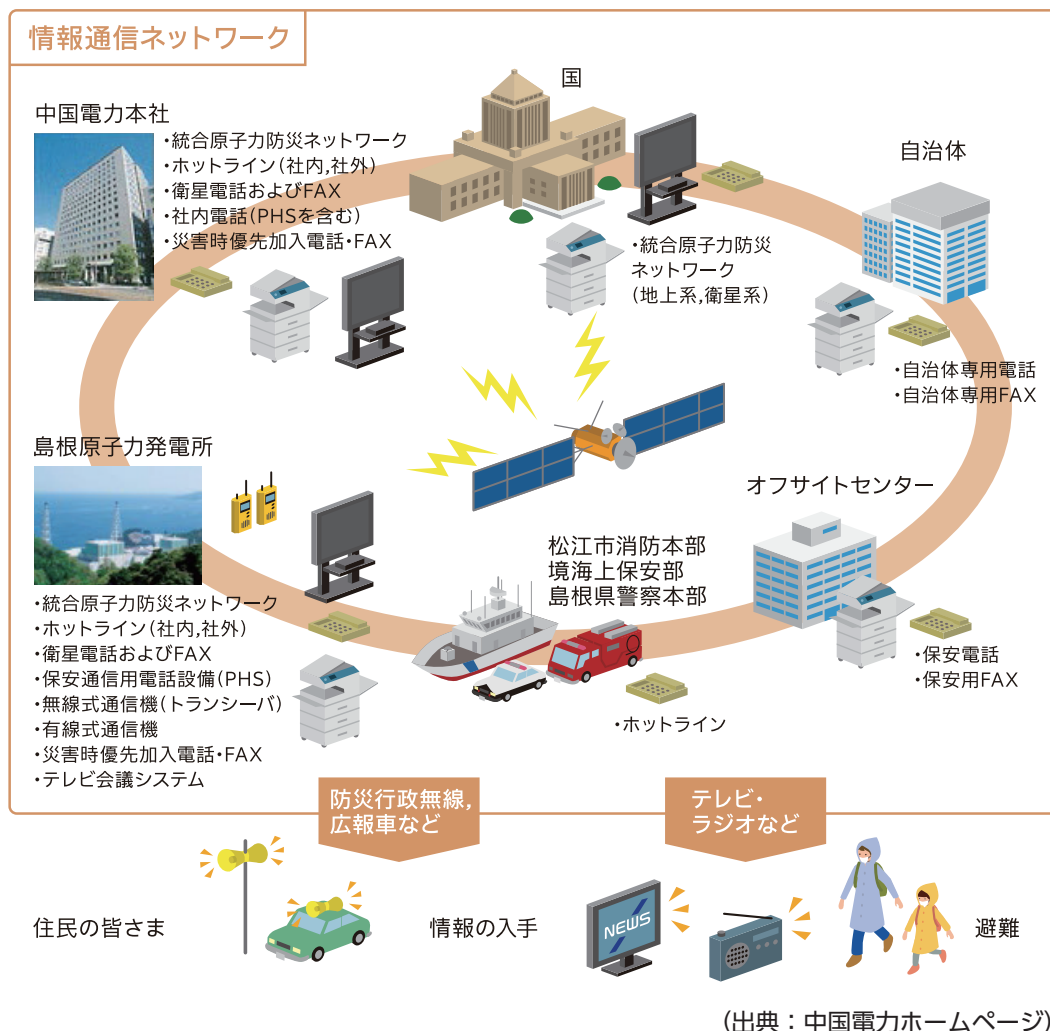 情報通信ネットワーク
中国電力本社
・統合原子力防災ネットワーク
・ホットライン(社内,社外)
・衛星電話およびFAX
・社内電話(PHSを含む)
・災害時優先加入電話・FAX
国
・統合原子力防災
ネットワーク
(地上系,衛星系)
自治体
・自治体専用電話
・自治体専用FAX
島根原子力発電所
・統合原子力防災ネットワーク
・ホットライン(社内,社外)
・衛星電話およびFAX
・保安通信用電話設備(PHS)
・無線式通信機(トランシーバ)
・有線式通信機
・災害時優先加入電話・FAX
・テレビ会議システム
松江市消防本部
境海上保安部
島根県警察本部
・ホットライン
オフサイトセンター
・保安電話
・保安用FAX
防災行政無線,
広報車など
テレビ・
ラジオなど
住民の皆さま
情報の入手
NEWS
避難
(出典:中国電力ホームページ)